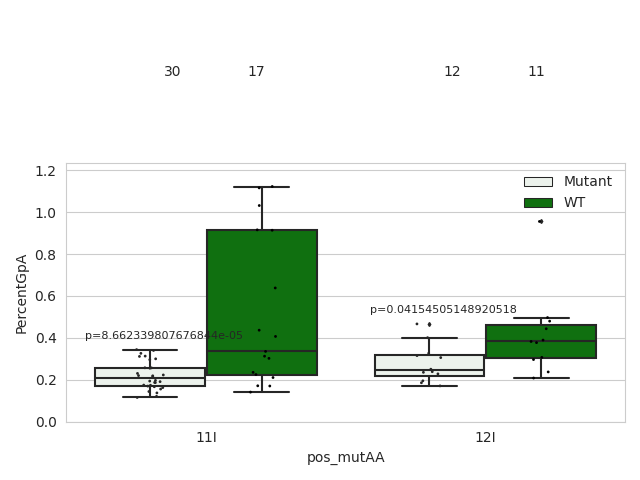 30 17 12 11
1.2
Mutant
WT
1.0
0.8
0.6
p=0.04154505148920518
0.4
p=8.662339807676844e-05
0.2
0.0
PercentGpA
11I 12I
pos_mutAA